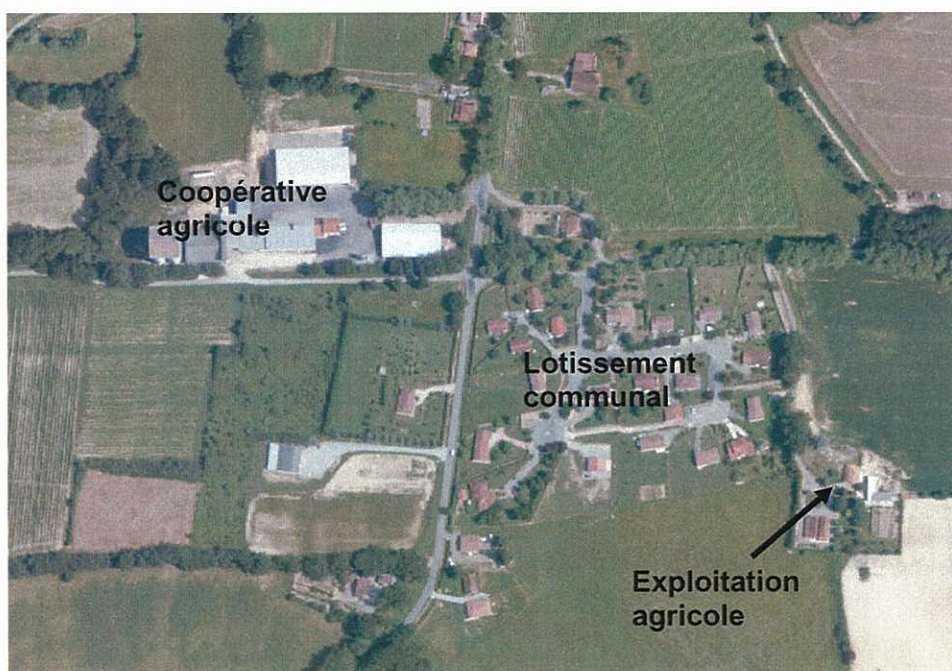 Coopérative
agricole
Lotissement
communal
Exploitation
agricole